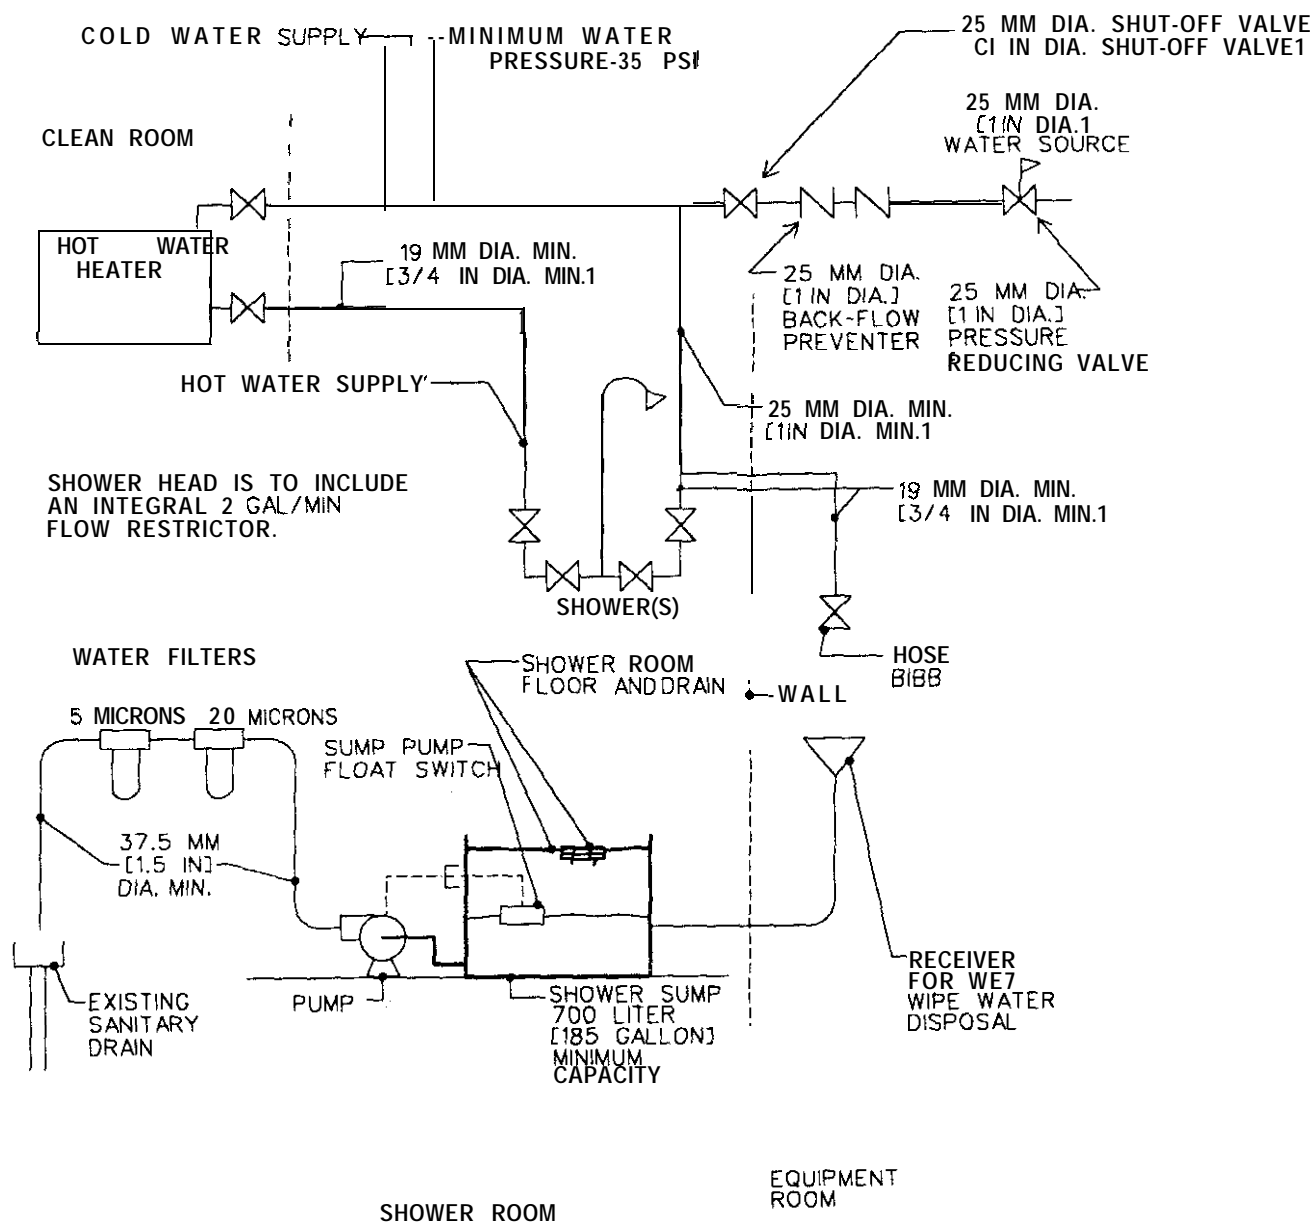 COLD WATER SUPPLY
MINIMUM WATER
PRESSURE-35 PSI
25 MM DIA. SHUT-OFF VALVE
CI IN DIA. SHUT-OFF VALVE1
25 MM DIA.
[1 IN DIA.1
WATER SOURCE
CLEAN ROOM
HOT WATER
HEATER
19 MM DIA. MIN.
[3/4 IN DIA. MIN.1
25 MM DIA.
[1 IN DIA.]
BACK-FLOW
PREVENTER
25 MM DIA.
[1 IN DIA.]
PRESSURE
REDUCING VALVE
HOT WATER SUPPLY
25 MM DIA. MIN.
[1IN DIA. MIN.1
SHOWER HEAD IS TO INCLUDE
AN INTEGRAL 2 GAL/MIN
FLOW RESTRICTOR.
19 MM DIA. MIN.
[3/4 IN DIA. MIN.1
SHOWER(S)
WATER FILTERS
SHOWER ROOM
FLOOR AND DRAIN
HOSE
BIBB
WALL
5 MICRONS 20 MICRONS
SUMP PUMP
FLOAT SWITCH
37.5 MM
[1.5 IN]
DIA. MIN.
EXISTING
SANITARY
DRAIN
PUMP
SHOWER SUMP
700 LITER
[185 GALLON]
MINIMUM
CAPACITY
RECEIVER
FOR WE7
WIPE WATER
DISPOSAL
EQUIPMENT
ROOM
SHOWER ROOM